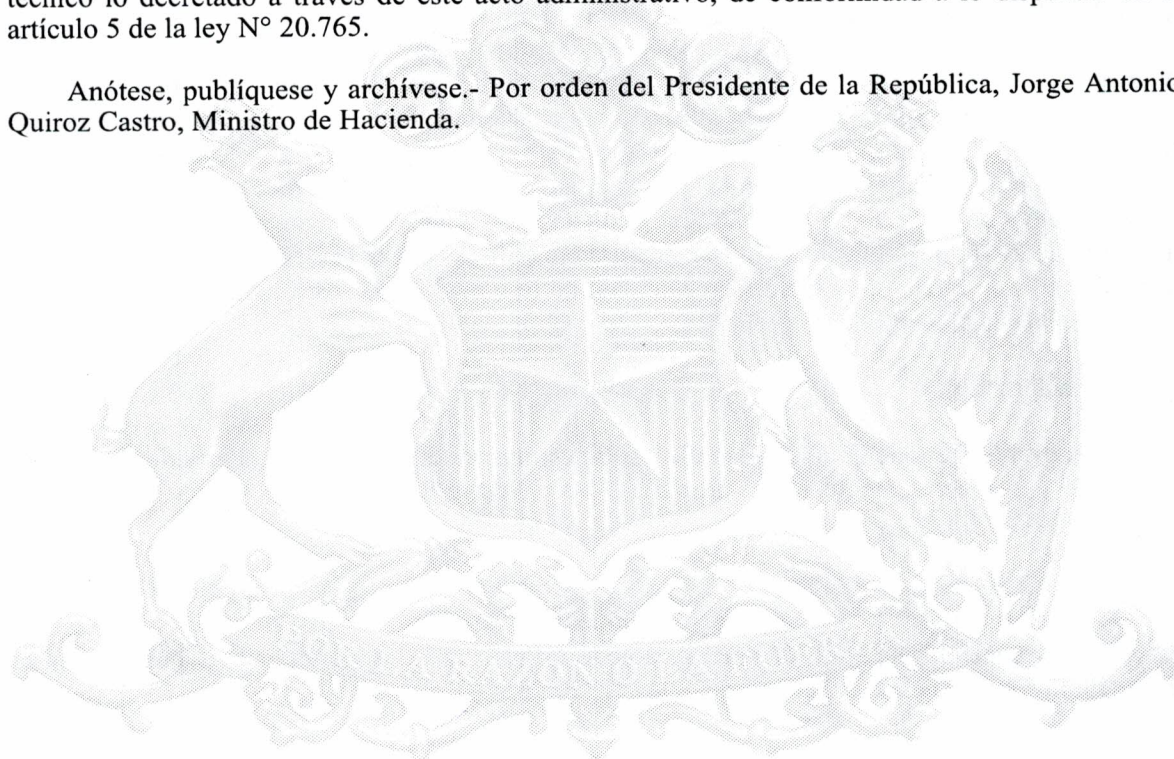 artículo 5 de la ley N° 20.765.
Anótese, publíquese y archívese.- Por orden del Presidente de la República, Jorge Antonio
Quiroz Castro, Ministro de Hacienda.
POR LA RAZON O LA FUERZA